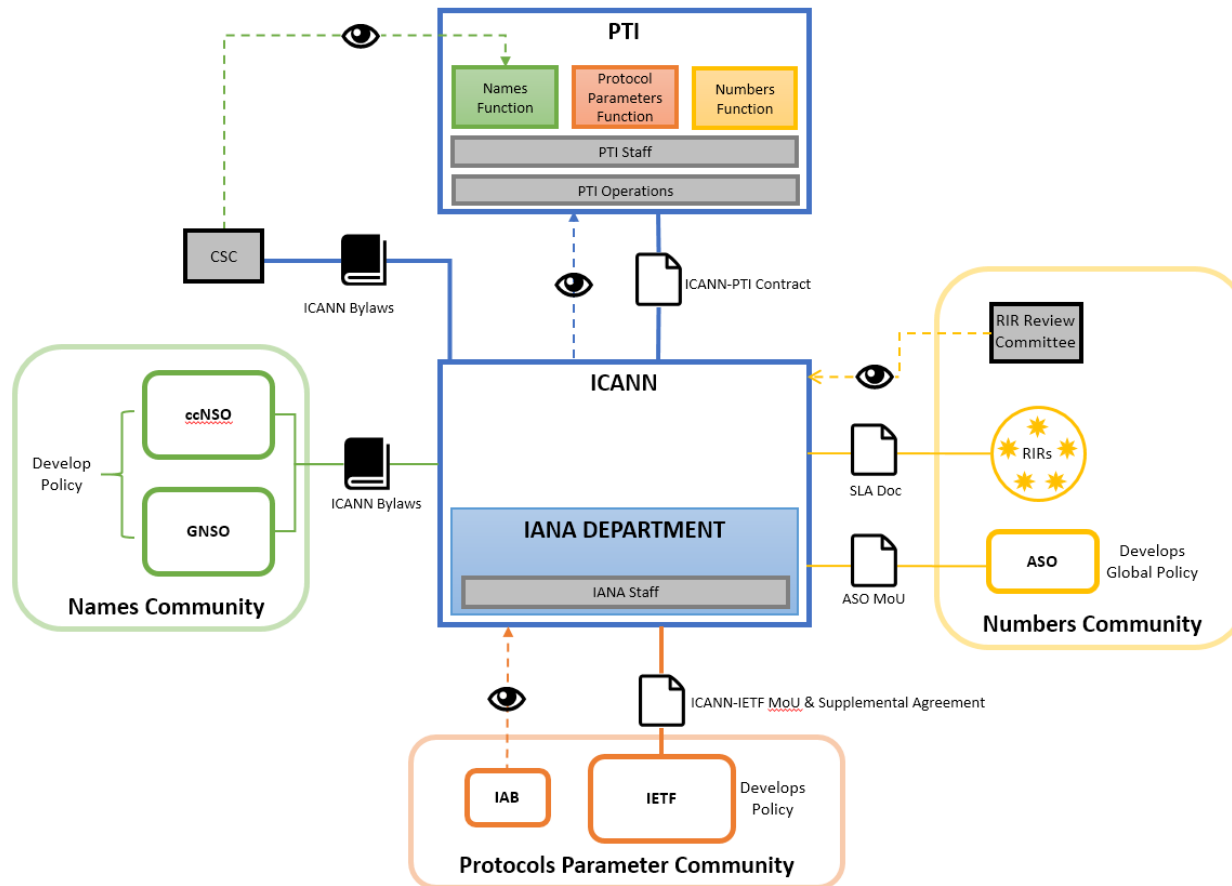 PTI
Names
Function
Protocol
Parameters
Function
Numbers
Function
PTI Staff
PTI Operations
CSC
ICANN Bylaws
ICANN-PTI Contract
RIR Review
Committee
ICANN
ccNSO
Develop
Policy
GNSO
Names Community
ICANN Bylaws
SLA Doc
RIRs
IANA DEPARTMENT
IANA Staff
ASO MoU
ASO
Develops
Global Policy
Numbers Community
ICANN-IETF MoU & Supplemental Agreement
IAB
IETF
Develops
Policy
Protocols Parameter Community